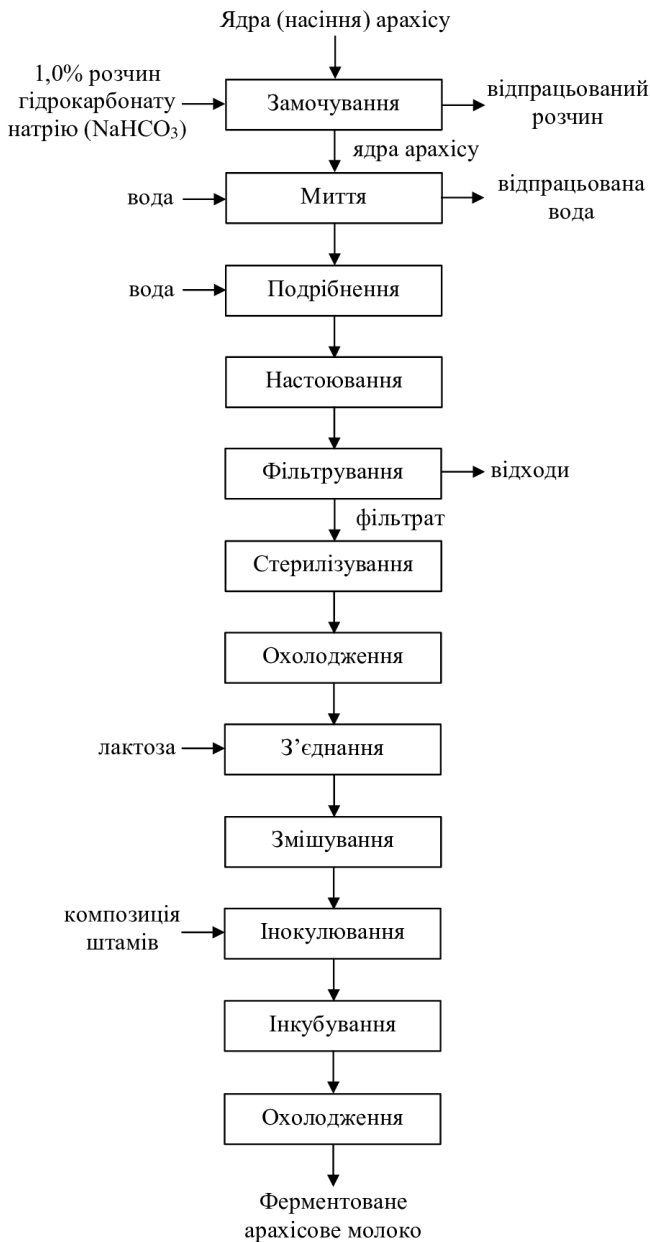 Ядра (насіння) арахісу
1,0% розчин
гідрокарбонату
натрію (NaHCO₃)
Замочування
відпрацьований
розчин
ядра арахісу
вода
Миття
відпрацьована
вода
вода
Подрібнення
Настоювання
Фільтрування
відходи
фільтрат
Стерилізування
Охолодження
лактоза
З’єднання
Змішування
композиція
штамів
Інокулювання
Інкубування
Охолодження
Ферментоване
арахісове молоко